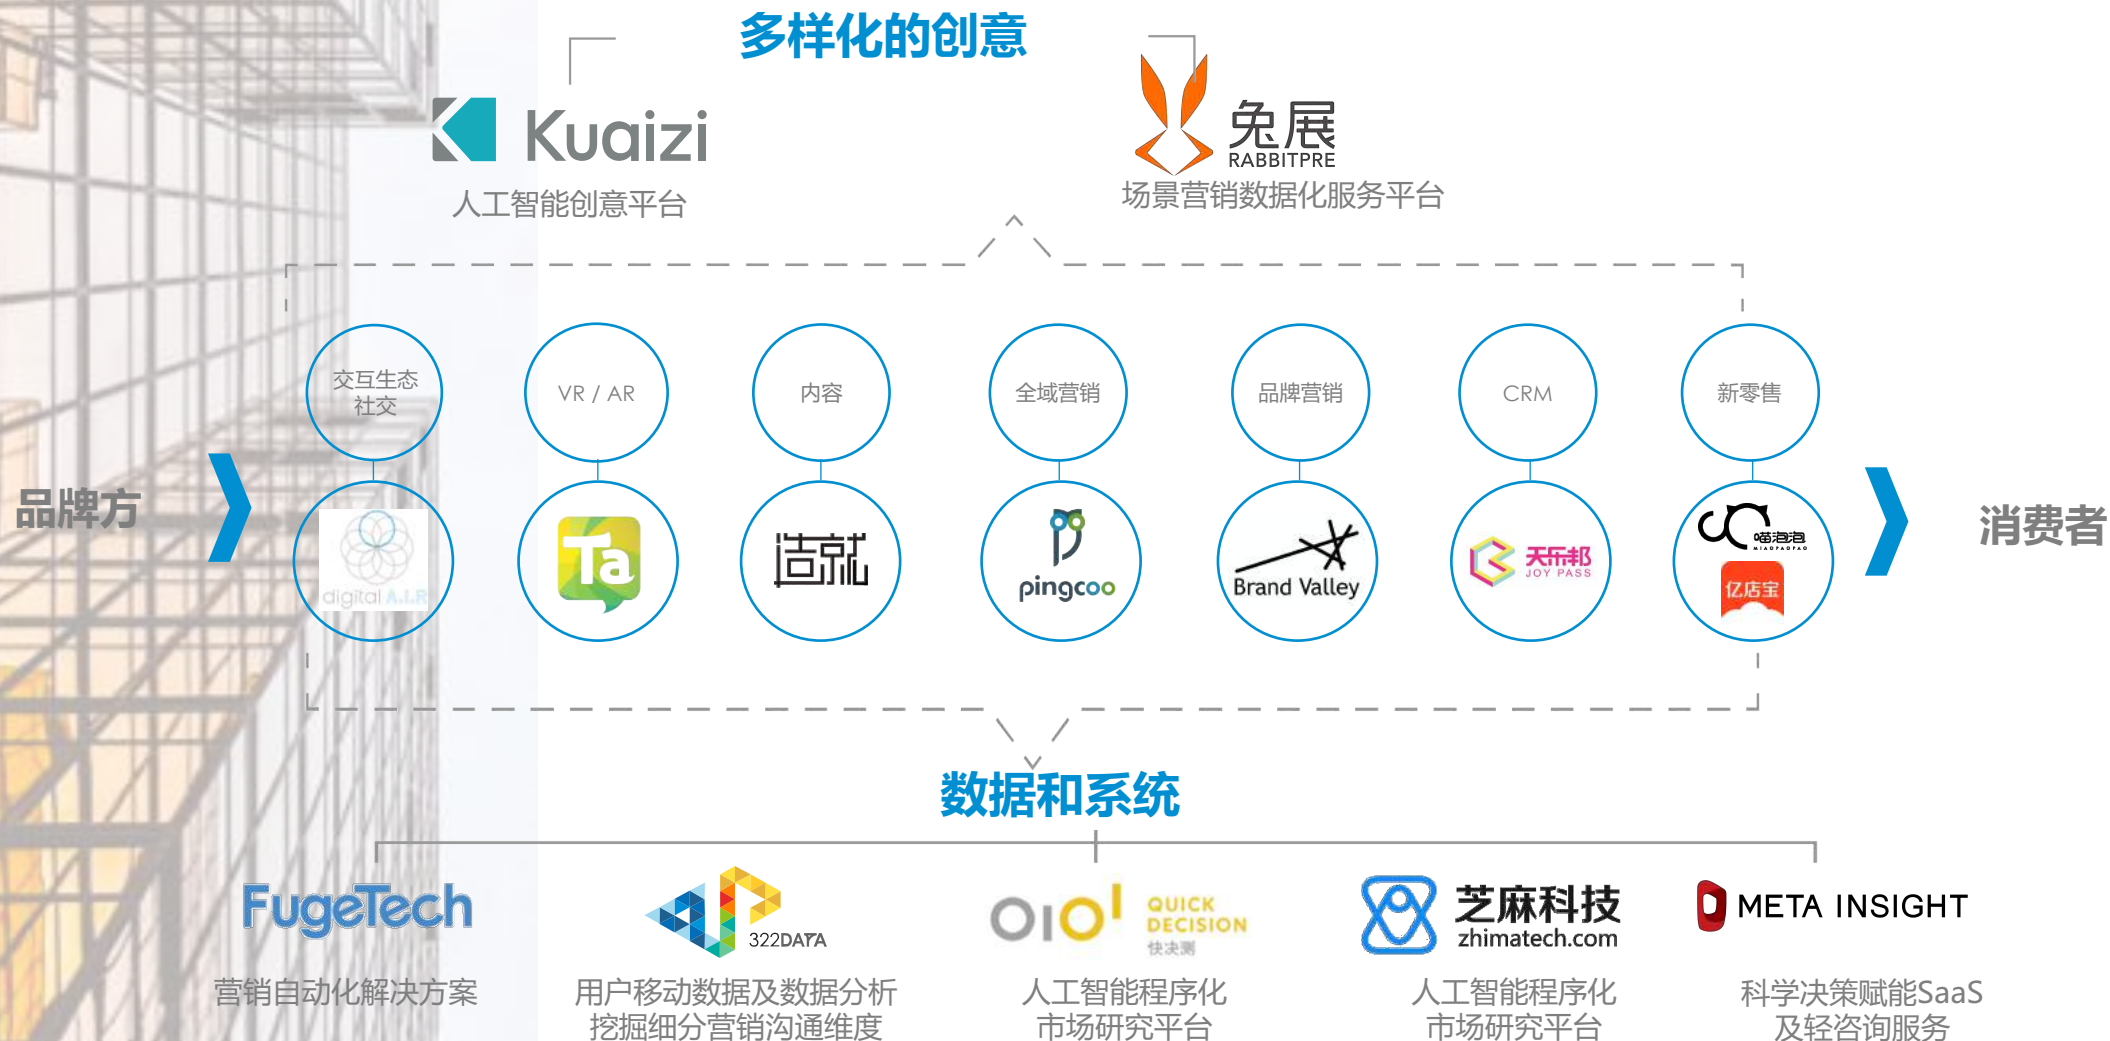 多样化的创意
Kuaizi
人工智能创意平台
兔展
RABBITPRE
场景营销数据化服务平台
交互生态
社交
VR / AR
内容
全域营销
品牌营销
CRM
新零售
品牌方
digital A.I.R
Ta
造就
pingcoo
Brand Valley
天乐邦
JOY PASS
喵泡泡
MIAOPAOPAO
亿店宝
消费者
数据和系统
FugeTech
营销自动化解决方案
322DATA
用户移动数据及数据分析
挖掘细分营销沟通维度
QUICK
DECISION
快决测
人工智能程序化
市场研究平台
芝麻科技
zhimatech.com
人工智能程序化
市场研究平台
META INSIGHT
科学决策赋能SaaS
及轻咨询服务